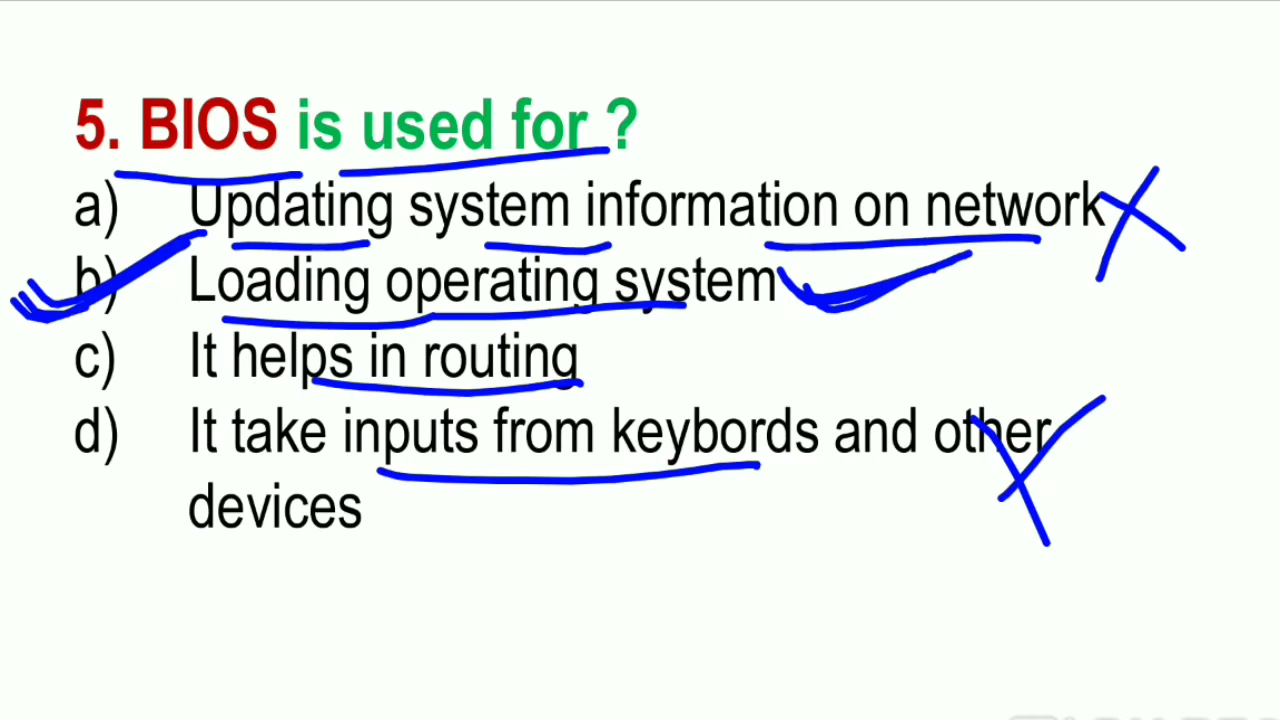 5. BIOS is used for ?
a) Updating system information on network
b) Loading operating system
c) It helps in routing
d) It take inputs from keybords and other
devices